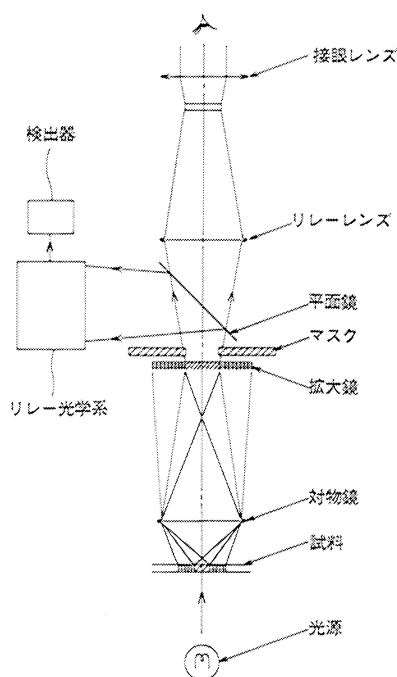 接眼レンズ
検出器
リレーレンズ
平面鏡
マスク
拡大鏡
リレー光学系
対物鏡
試料
光源